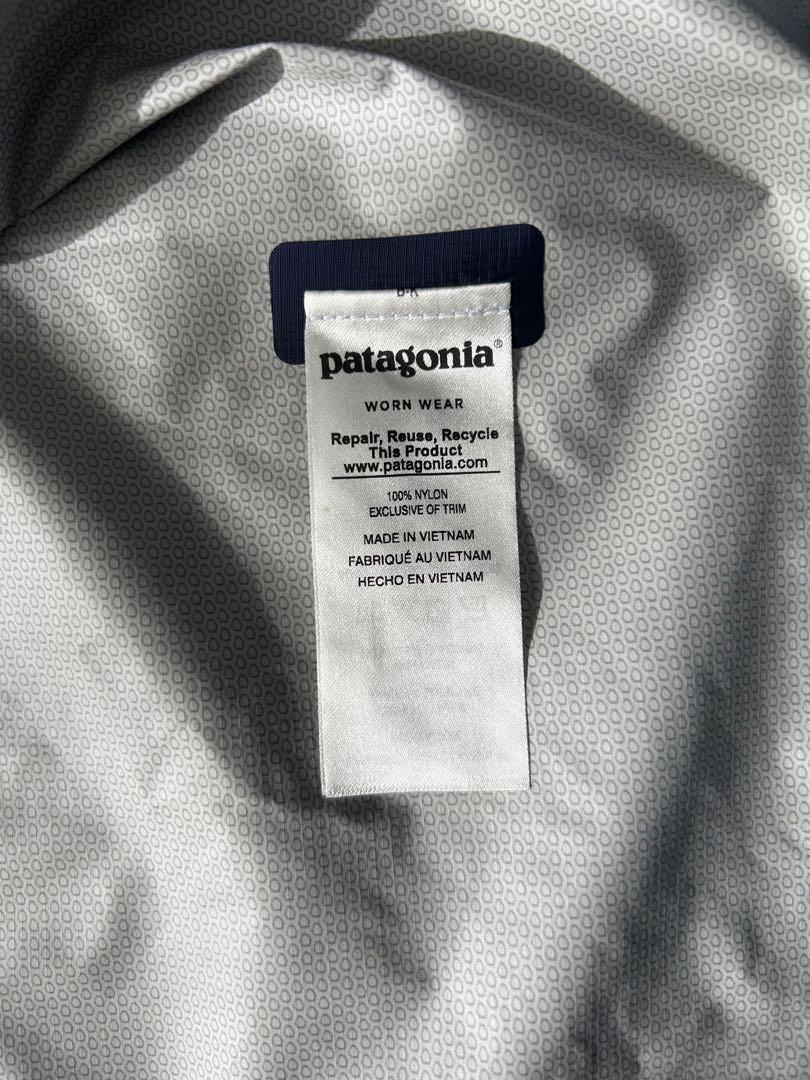 patagonia®
WORN WEAR
Repair, Reuse, Recycle
This Product
www.patagonia.com
100% NYLON
EXCLUSIVE OF TRIM
MADE IN VIETNAM
FABRIQUÉ AU VIETNAM
HECHO EN VIETNAM